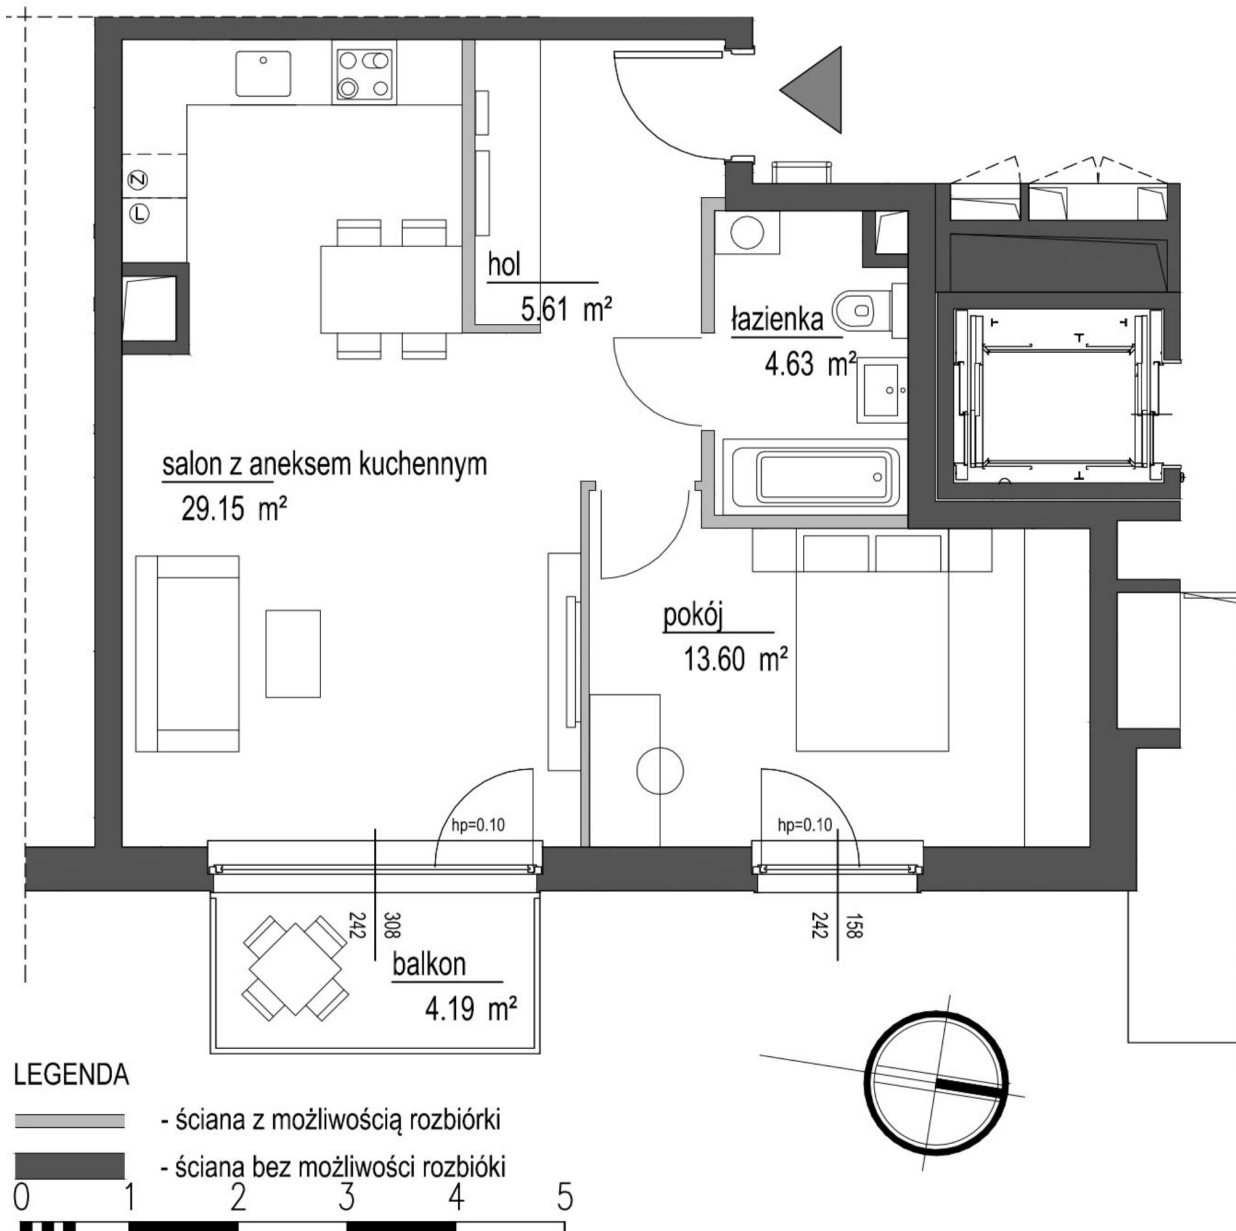 Z
L
hol
5.61 m²
łazienka
4.63 m²
salon z aneksem kuchennym
29.15 m²
pokój
13.60 m²
hp=0.10
hp=0.10
308
242
158
242
balkon
4.19 m²
LEGENDA
- ściana z możliwością rozbiórki
- ściana bez możliwości rozbióki
0 1 2 3 4 5